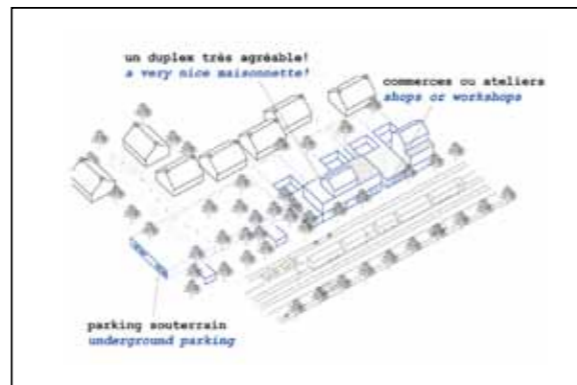 un duplex très agréable!
a very nice maisonnette!
commerces ou ateliers
shops or workshops
parking souterrain
underground parking